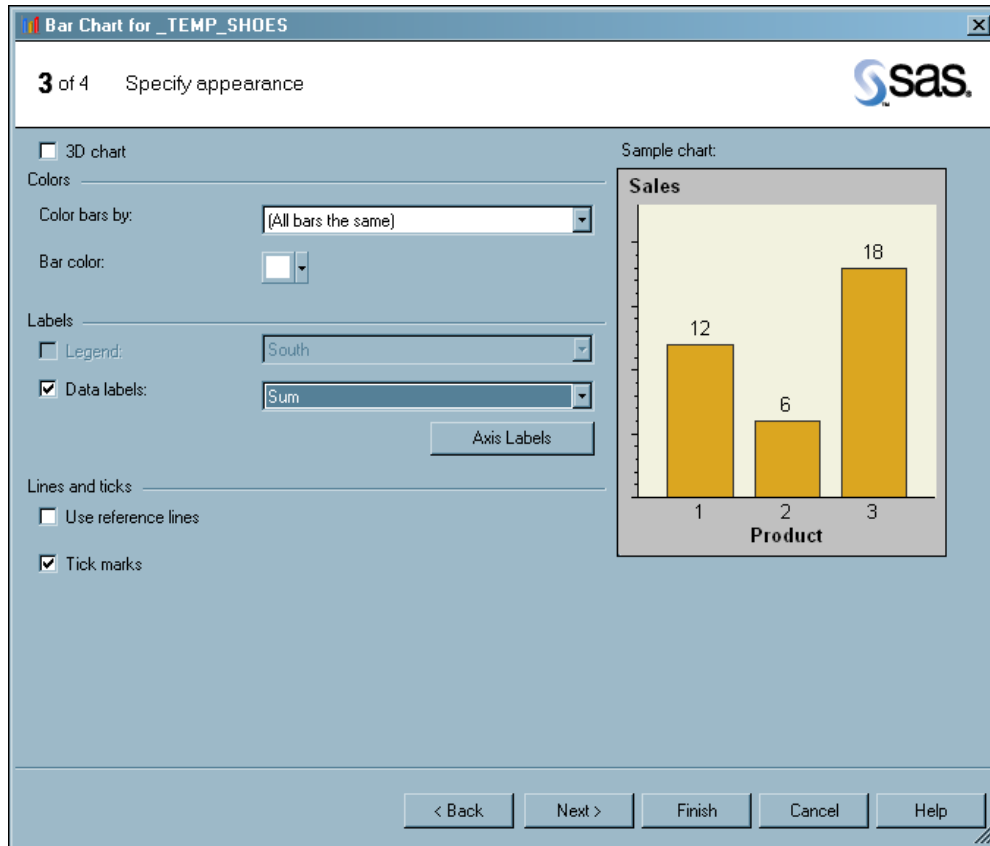 Bar Chart for _TEMP_SHOES
3 of 4 Specify appearance
sas.
TM
3D chart
Colors
Color bars by: (All bars the same)
Bar color:
Labels
Legend: South
Data labels: Sum
Axis Labels
Lines and ticks
Use reference lines
Tick marks
Sample chart:
Sales
18
12
6
1 2 3
Product
< Back Next > Finish Cancel Help